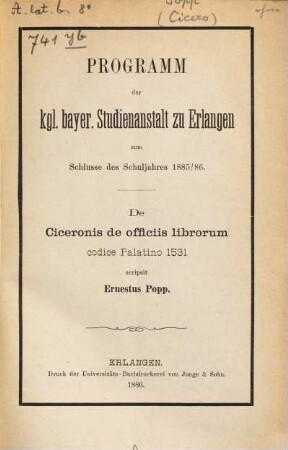 A. lat. b. 8°
Popp
(Cicero)
741 yb
PROGRAMM
der
kgl. bayer. Studienanstalt zu Erlangen
zum
Schlusse des Schuljahres 1885/86.
De
Ciceronis de officiis librorum
codice Palatino 1531
scripsit
Ernestus Popp.
ERLANGEN.
Druck der Universitäts-Buchdruckerei von Junge & Sohn.
1886.